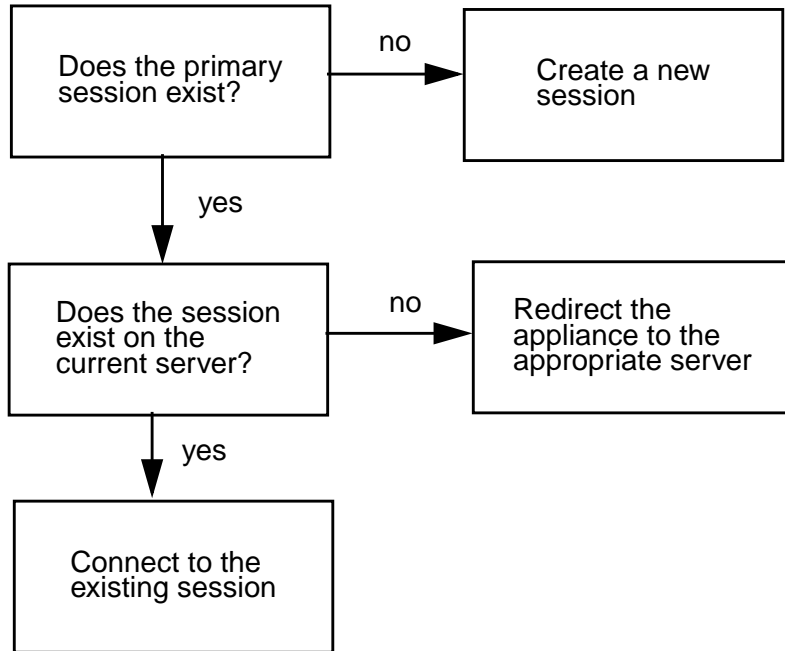 Does the primary
session exist?
no
Create a new
session
yes
Does the session
exist on the
current server?
no
Redirect the
appliance to the
appropriate server
yes
Connect to the
existing session